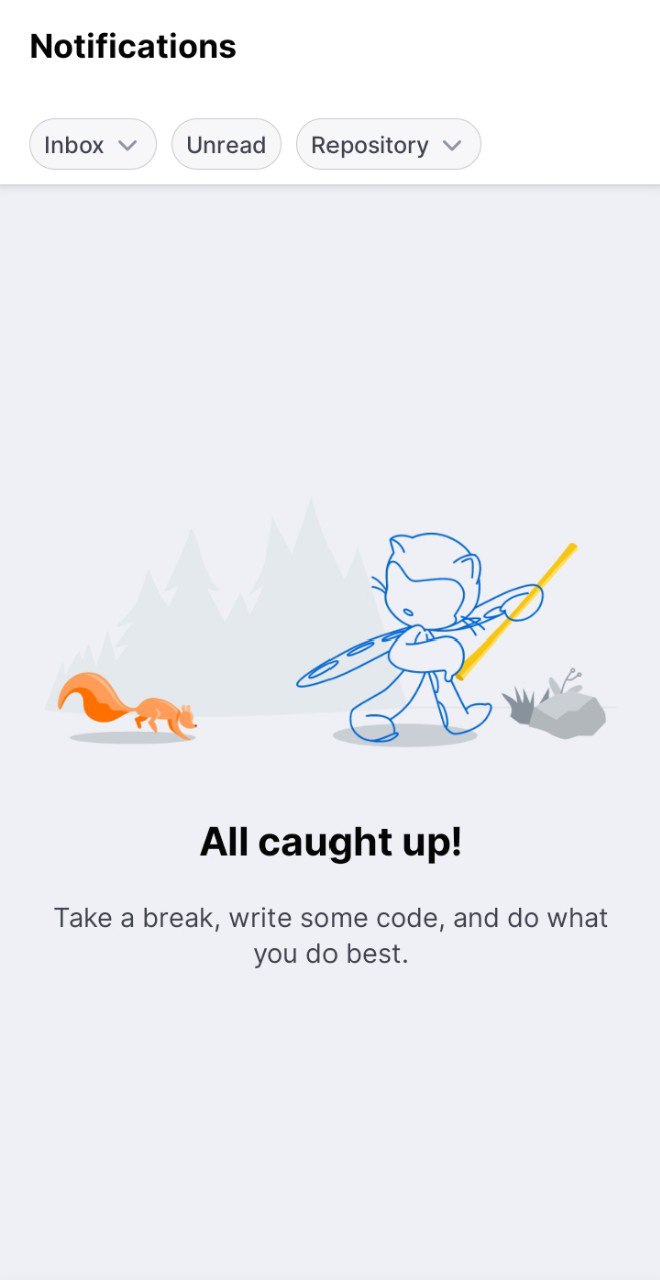 Notifications
Inbox
Unread
Repository
All caught up!
Take a break, write some code, and do what
you do best.